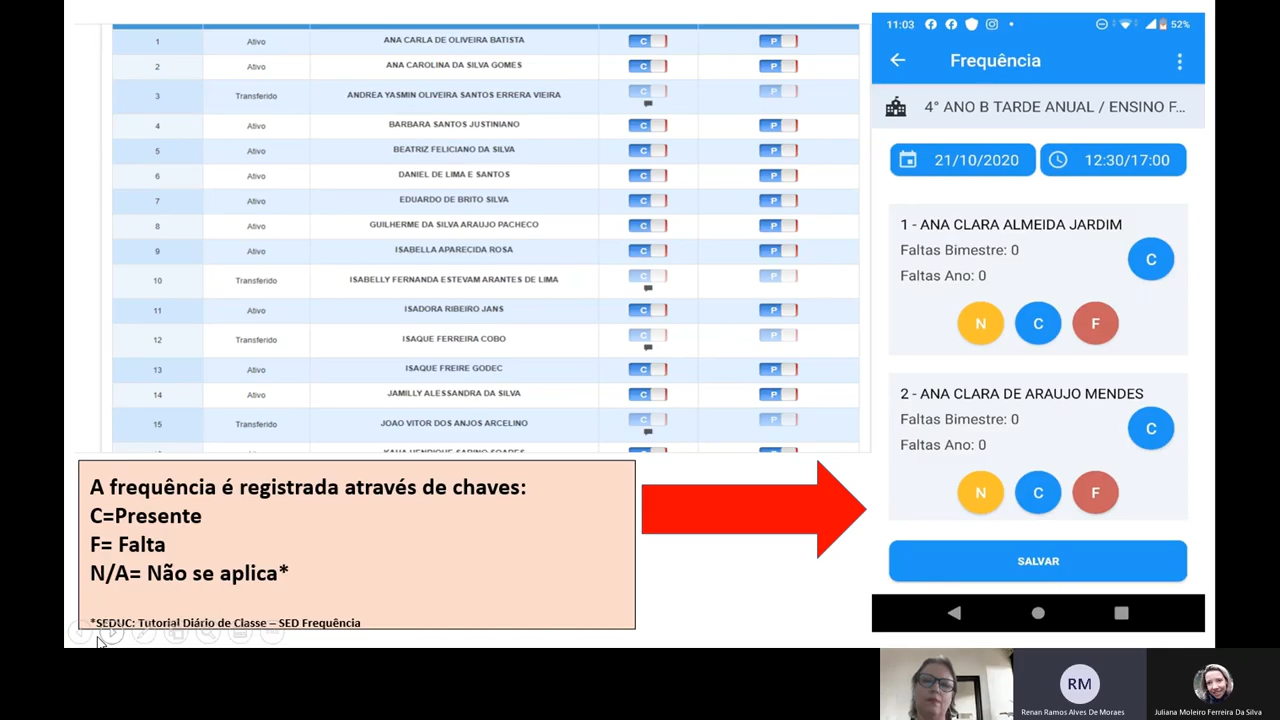 1 Ativo ANA CARLA DE OLIVEIRA BATISTA C P
2 Ativo ANA CAROLINA DA SILVA GOMES C P
3 Transferido ANDREA YASMIN OLIVEIRA SANTOS ERRERA VIEIRA C P
4 Ativo BARBARA SANTOS JUSTINIANO C P
5 Ativo BEATRIZ FELICIANO DA SILVA C P
6 Ativo DANIEL DE LIMA E SANTOS C P
7 Ativo EDUARDO DE BRITO SILVA C P
8 Ativo GUILHERME DA SILVA ARAUJO PACHECO C P
9 Ativo ISABELLA APARECIDA ROSA C P
10 Transferido ISABELLY FERNANDA ESTEVAM ARANTES DE LIMA C P
11 Ativo ISADORA RIBEIRO JANS C P
12 Transferido ISAQUE FERREIRA COBO C P
13 Ativo ISAQUE FREIRE GODEC C P
14 Ativo JAMILLY ALESSANDRA DA SILVA C P
15 Transferido JOAO VITOR DOS ANJOS ARCELINO C P
A frequência é registrada através de chaves:
C=Presente
F= Falta
N/A= Não se aplica*
*SEDUC: Tutorial Diário de Classe – SED Frequência
11:03 52%
Frequência
4° ANO B TARDE ANUAL / ENSINO F...
21/10/2020 12:30/17:00
1 - ANA CLARA ALMEIDA JARDIM
Faltas Bimestre: 0
C
Faltas Ano: 0
N C F
2 - ANA CLARA DE ARAUJO MENDES
Faltas Bimestre: 0
C
Faltas Ano: 0
N C F
SALVAR
RM
Renan Ramos Alves De Moraes
Juliana Moleiro Ferreira Da Silva